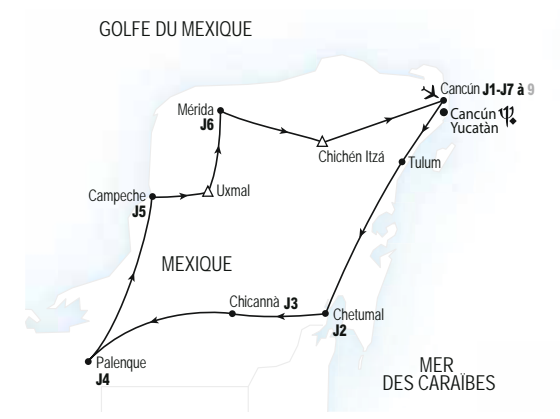 GOLFE DU MEXIQUE
Cancún J1-J7 à 9
Cancún
Yucatàn
Mérida
J6
Chichén Itzá
Tulum
Campeche
J5
Uxmal
MEXIQUE
Chicannà J3
Chetumal
J2
Palenque
J4
MER
DES CARAÏBES